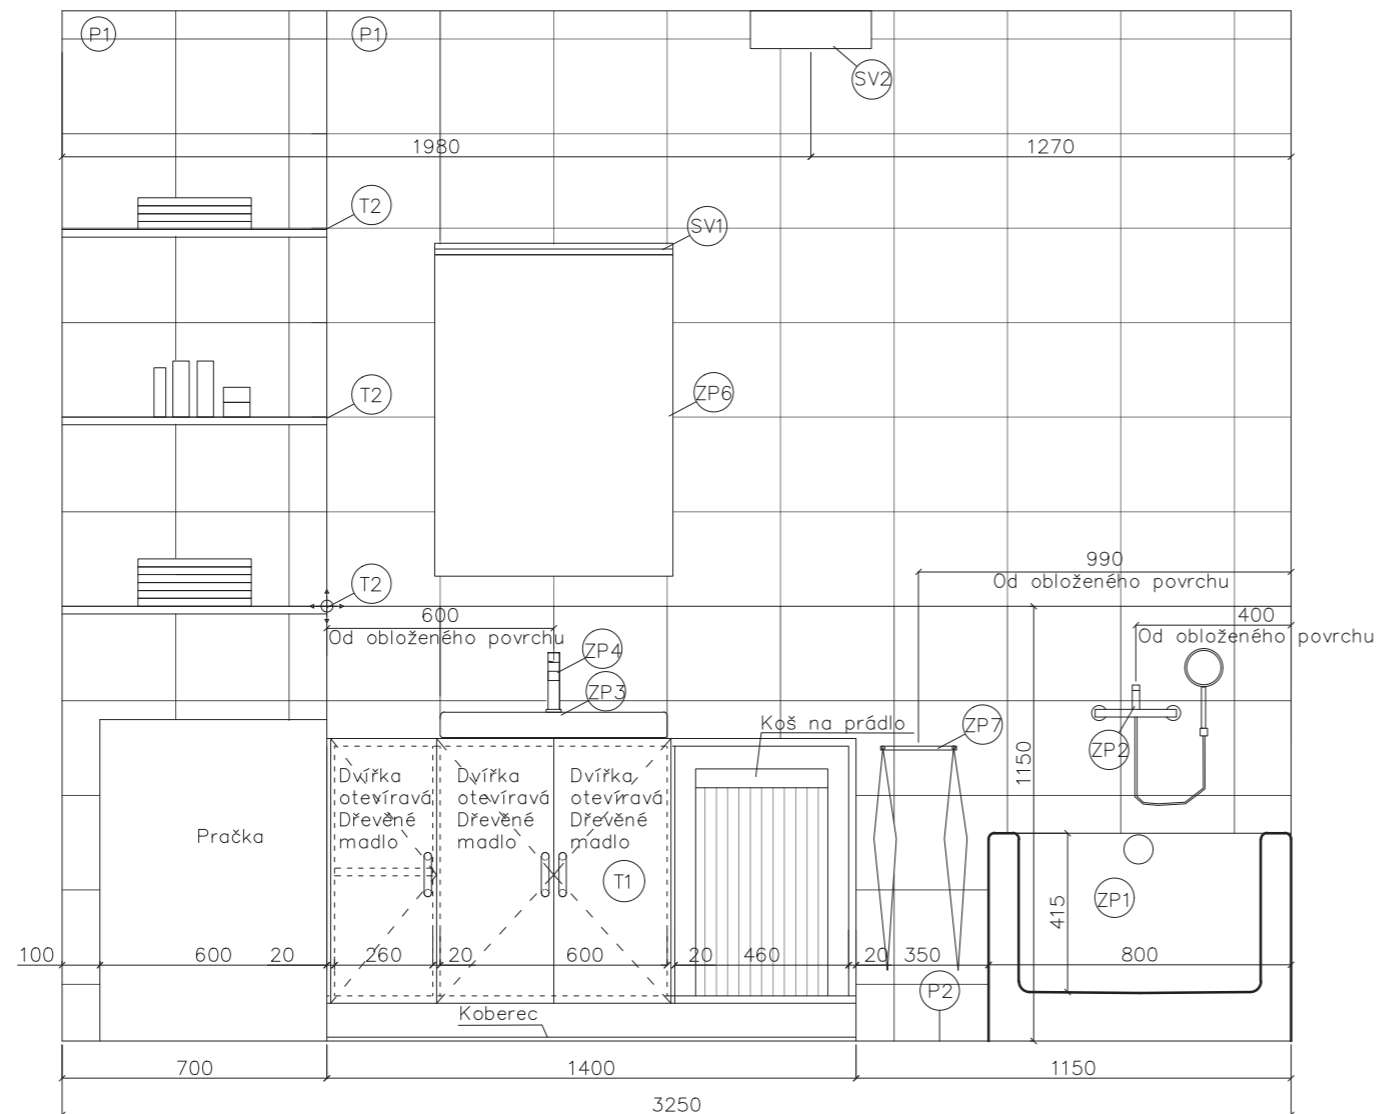 P1
P1
SV2
1980
1270
T2
SV1
T2
ZP6
990
Od obloženého povrchu
T2
600
Od obloženého povrchu
400
Od obloženého povrchu
ZP4
ZP3
Koš na prádlo
ZP7
ZP2
1150
Dvířka
otevíravá
Dřevěné
madlo
Dvířka
otevíravá
Dřevěné
madlo
Dvířka
otevíravá
Dřevěné
madlo
Pračka
T1
ZP1
415
100
600
20
260
20
600
20
460
20
350
800
P2
Koberec
700
1400
1150
3250